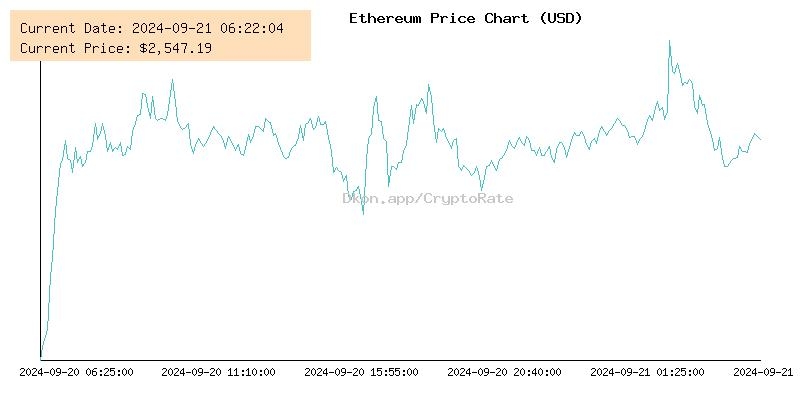 Ethereum Price Chart (USD)
Current Date: 2024-09-21 06:22:04
Current Price: $2,547.19
Dkon.app/CryptoRate
2024-09-20 06:25:00 2024-09-20 11:10:00 2024-09-20 15:55:00 2024-09-20 20:40:00 2024-09-21 01:25:00 2024-09-21